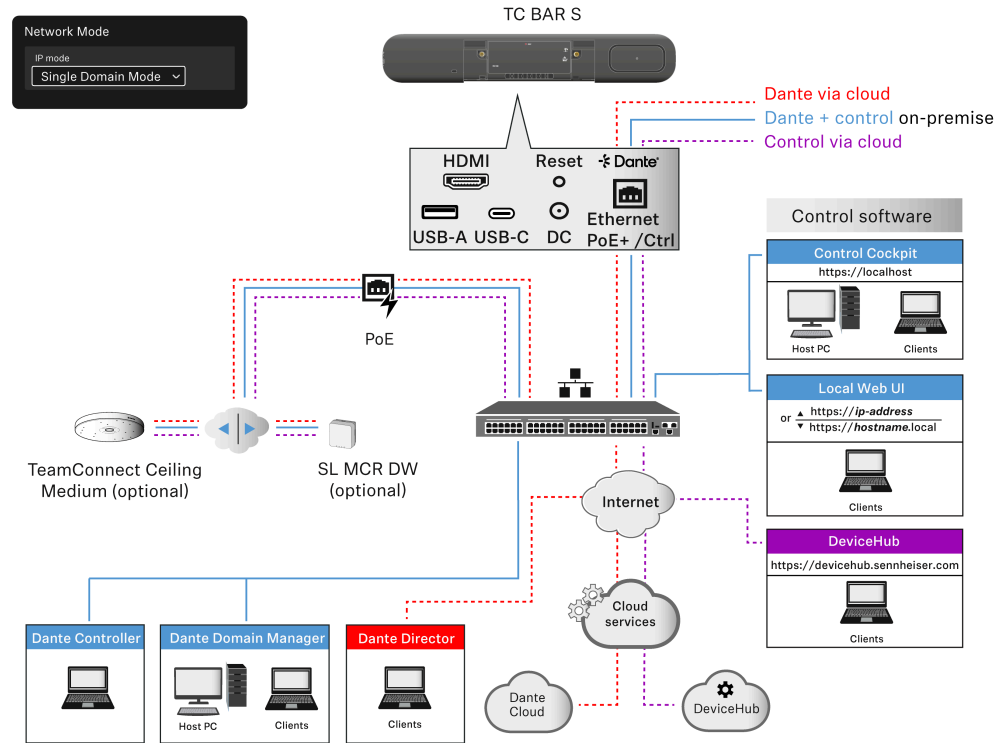 TC BAR S
Network Mode
IP mode
Single Domain Mode
Dante via cloud
Dante + control on-premise
Control via cloud
HDMI
Reset
Dante
USB-A
USB-C
DC
Ethernet
PoE+ /Ctrl
Control software
Control Cockpit
https://localhost
Host PC
Clients
PoE
Local Web UI
or
https://ip-address
https://hostname.local
Clients
TeamConnect Ceiling
Medium (optional)
SL MCR DW
(optional)
Internet
DeviceHub
https://devicehub.sennheiser.com
Clients
Cloud
services
Dante Controller
Dante Domain Manager
Host PC
Clients
Dante Director
Clients
Dante
Cloud
DeviceHub